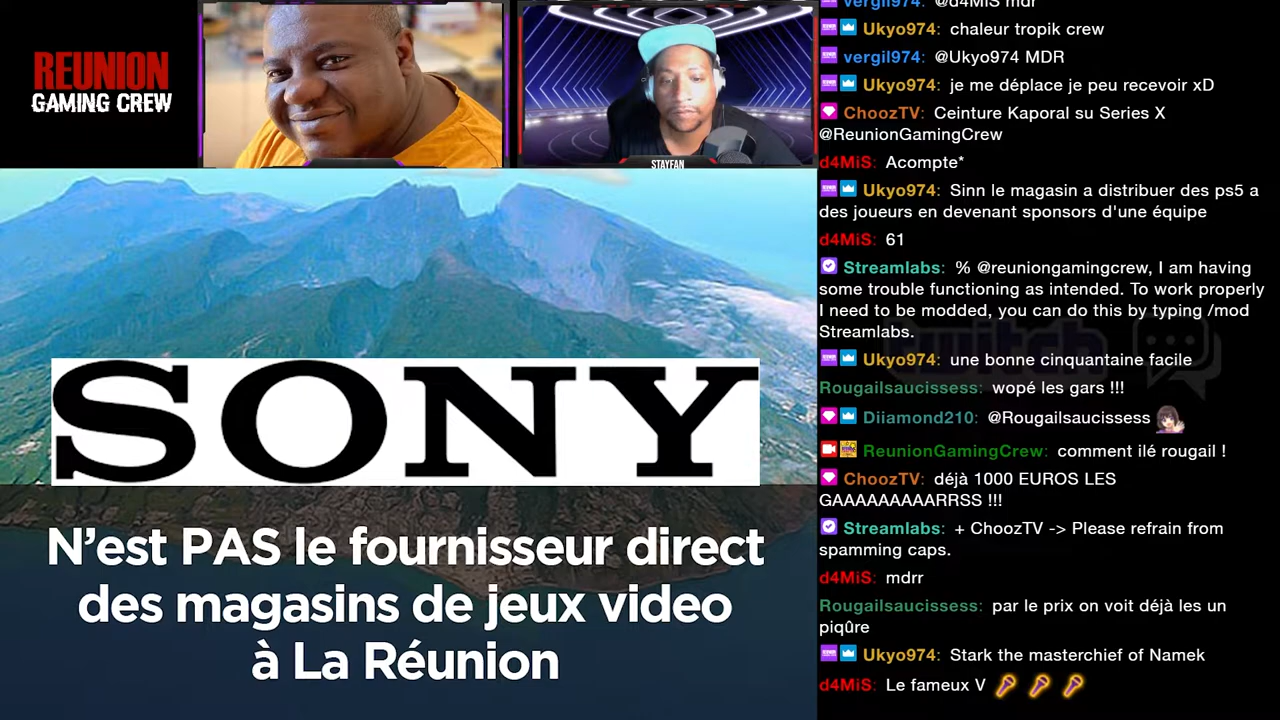 REUNION
GAMING CREW
STAYFAN
SONY
N'est PAS le fournisseur direct
des magasins de jeux video
à La Réunion
vergil974: @d4MiS mdr
Ukyo974: chaleur tropik crew
vergil974: @Ukyo974 MDR
Ukyo974: je me déplace je peu recevoir xD
ChoozTV: Ceinture Kaporal su Series X
@ReunionGamingCrew
d4MiS: Acompte*
Ukyo974: Sinn le magasin a distribuer des ps5 a
des joueurs en devenant sponsors d'une équipe
d4MiS: 61
Streamlabs: % @reuniongamingcrew, I am having
some trouble functioning as intended. To work properly
I need to be modded, you can do this by typing /mod
Streamlabs.
Ukyo974: une bonne cinquantaine facile
Rougailsaucissess: wopé les gars !!!
Diiamond210: @Rougailsaucissess
ReunionGamingCrew: comment ilé rougail !
ChoozTV: déjà 1000 EUROS LES
GAAAAAAAAARRSS !!!
Streamlabs: + ChoozTV -> Please refrain from
spamming caps.
d4MiS: mdrr
Rougailsaucissess: par le prix on voit déjà les un
piqûre
Ukyo974: Stark the masterchief of Namek
d4MiS: Le fameux V